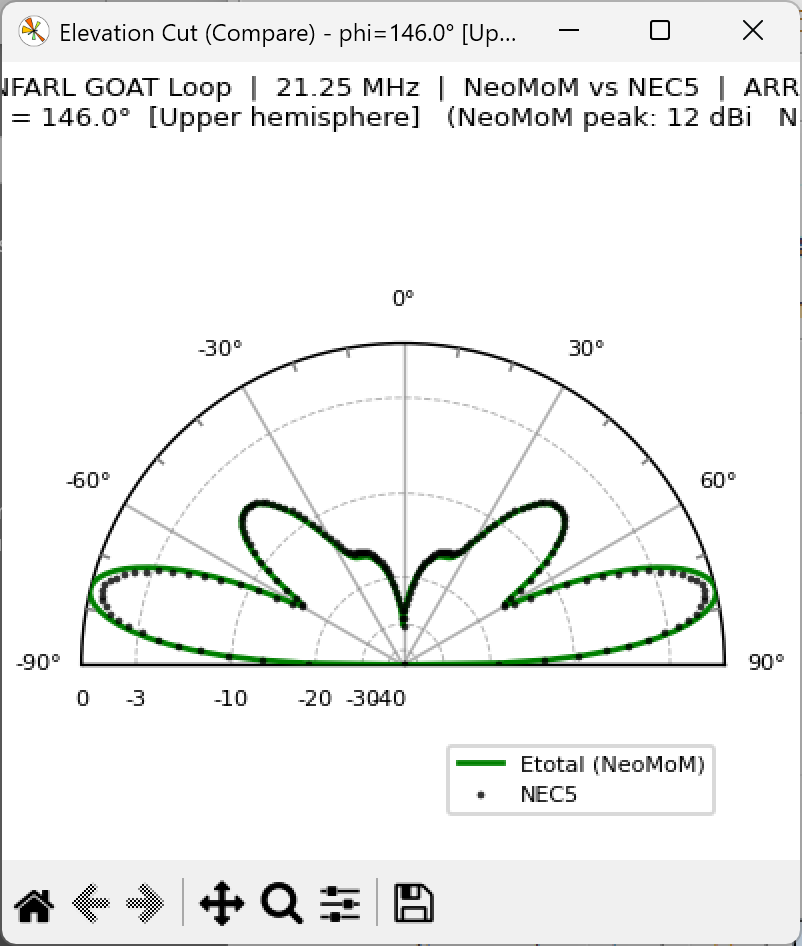 Elevation Cut (Compare) - phi=146.0° [Up...
NFARL GOAT Loop | 21.25 MHz | NeoMoM vs NEC5 | ARR
= 146.0° [Upper hemisphere] (NeoMoM peak: 12 dBi N
0°
-30° 30°
-60° 60°
-90° 90°
0 -3 -10 -20 -30 -40
Etotal (NeoMoM)
NEC5